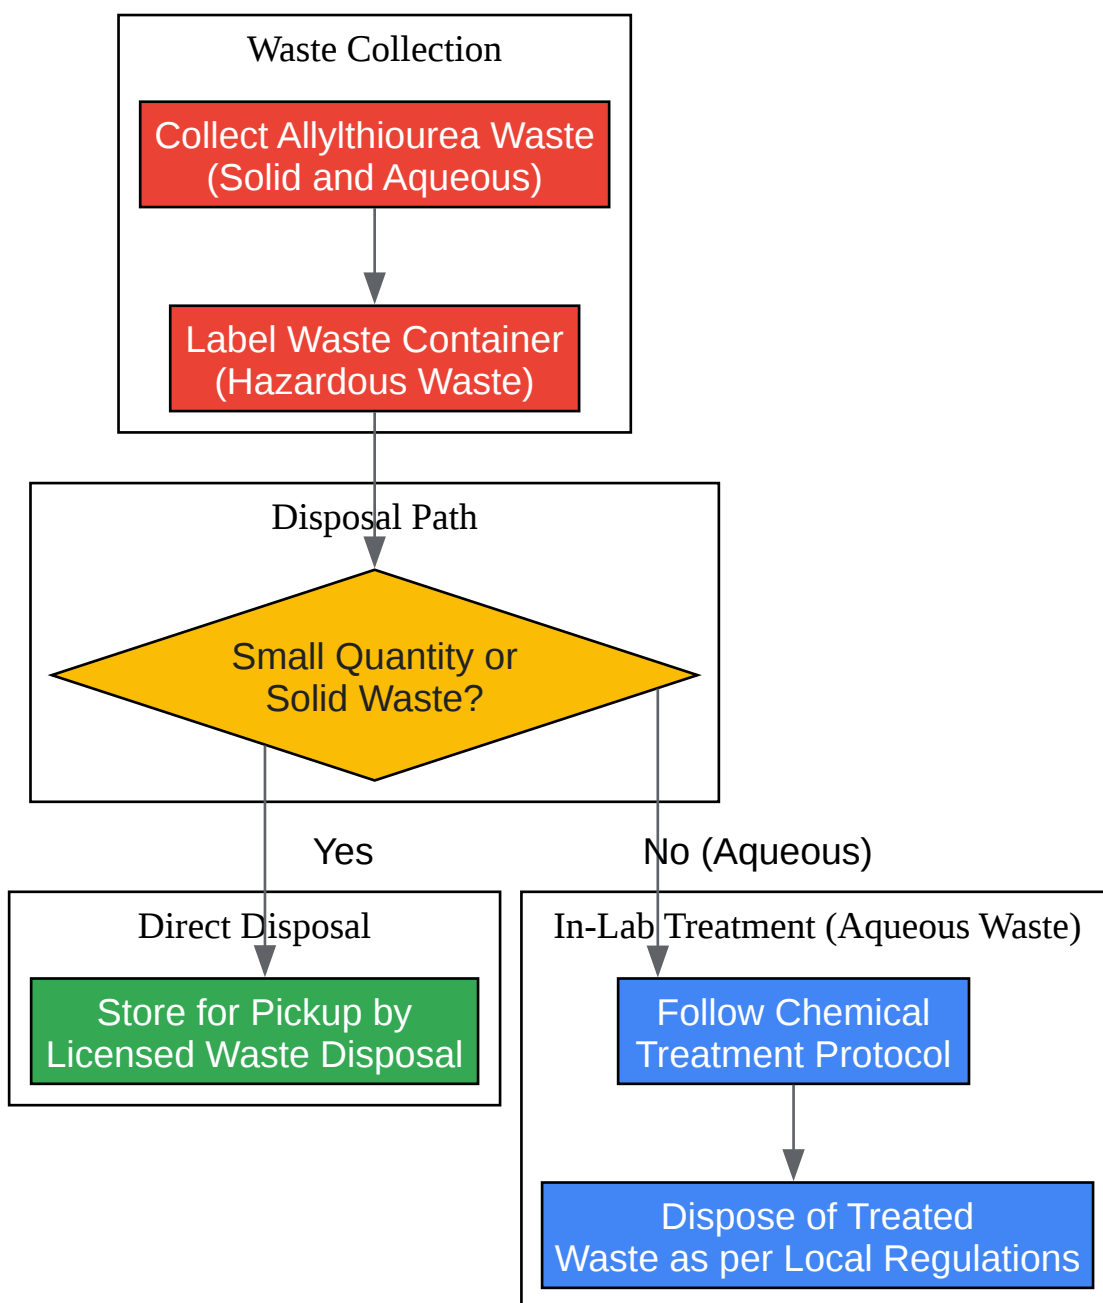 Waste Collection
Collect Allylthiourea Waste
(Solid and Aqueous)
Label Waste Container
(Hazardous Waste)
Disposal Path
Small Quantity or
Solid Waste?
Yes
No (Aqueous)
Direct Disposal
Store for Pickup by
Licensed Waste Disposal
In-Lab Treatment (Aqueous Waste)
Follow Chemical
Treatment Protocol
Dispose of Treated
Waste as per Local Regulations